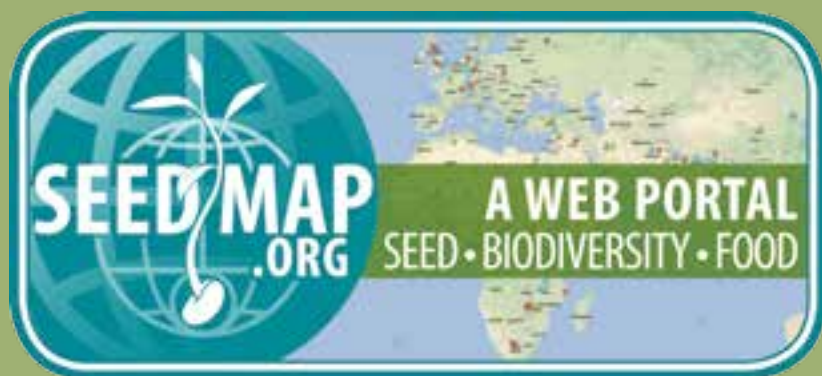 SEED MAP
.ORG
A WEB PORTAL
SEED • BIODIVERSITY • FOOD